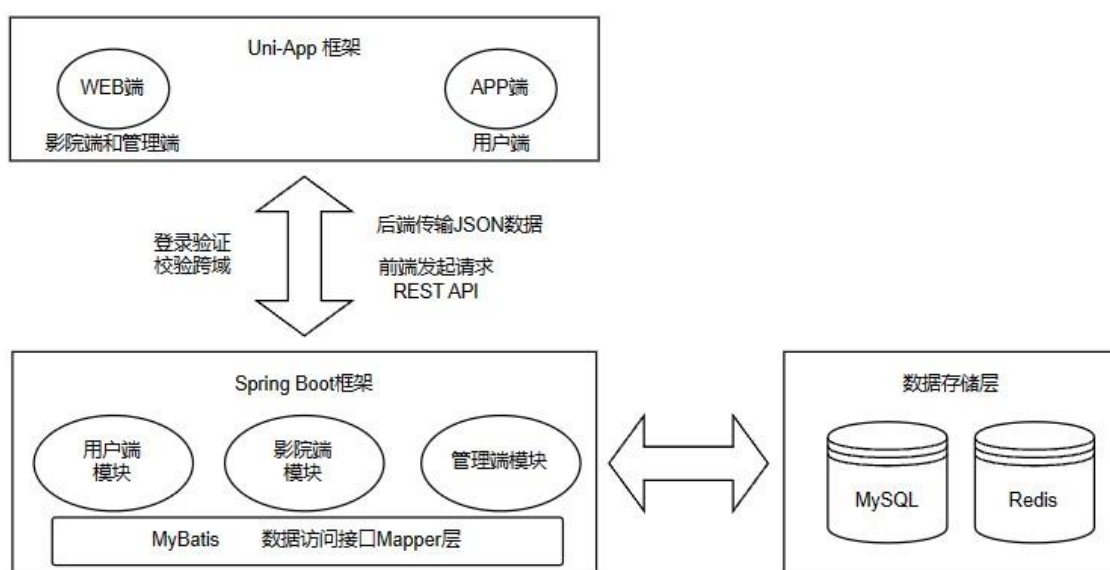 Uni-App 框架
WEB端
APP端
影院端和管理端
用户端
登录验证
校验跨域
后端传输JSON数据
前端发起请求
REST API
Spring Boot框架
用户端
模块
影院端
模块
管理端模块
MyBatis 数据访问接口Mapper层
数据存储层
MySQL
Redis